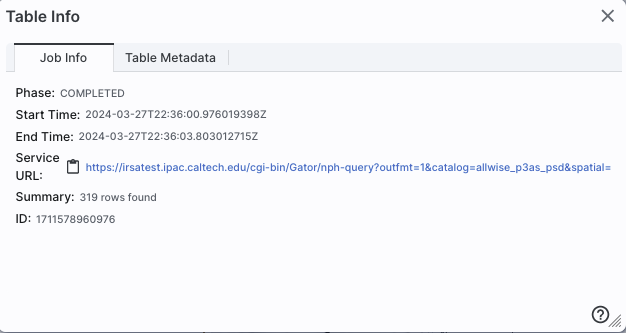 Table Info
Job Info Table Metadata
Phase: COMPLETED
Start Time: 2024-03-27T22:36:00.976019398Z
End Time: 2024-03-27T22:36:03.803012715Z
Service URL: https://irsatest.ipac.caltech.edu/cgi-bin/Gator/nph-query?outfmt=1&catalog=allwise_p3as_psd&spatial=
Summary: 319 rows found
ID: 1711578960976